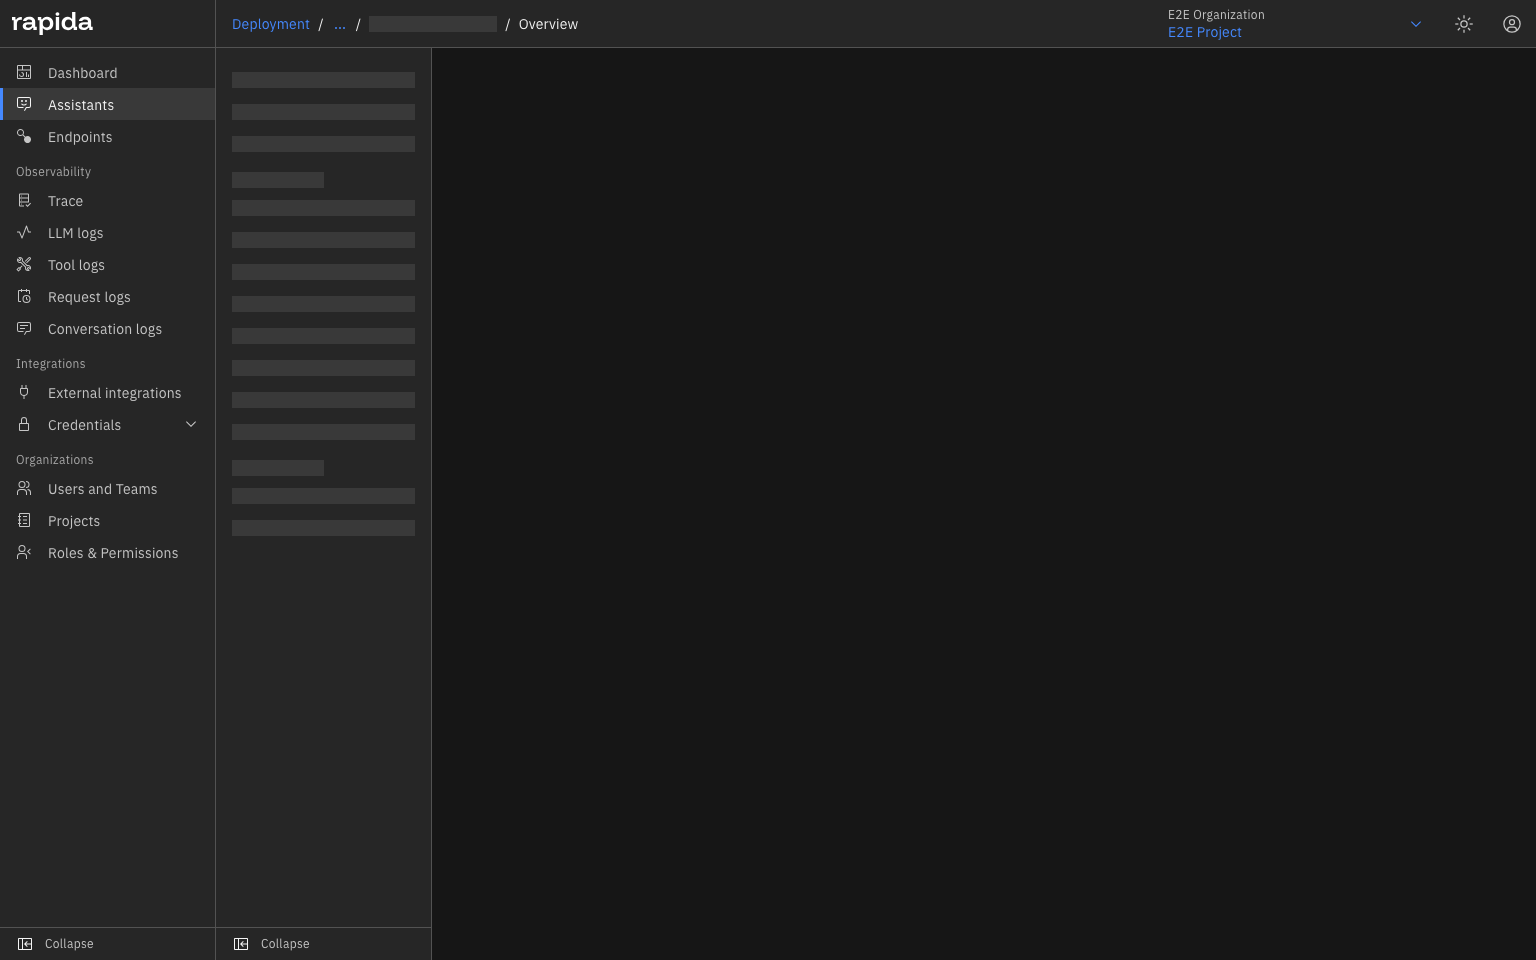 rapida
Deployment / ... / / Overview
E2E Organization
E2E Project
Dashboard
Assistants
Endpoints
Observability
Trace
LLM logs
Tool logs
Request logs
Conversation logs
Integrations
External integrations
Credentials
Organizations
Users and Teams
Projects
Roles & Permissions
Collapse
Collapse